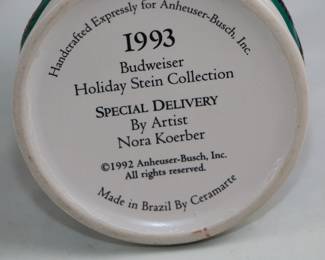 Handcrafted Expressly for Anheuser-Busch, Inc.
1993
Budweiser
Holiday Stein Collection
SPECIAL DELIVERY
By Artist
Nora Koerber
©1992 Anheuser-Busch, Inc.
All rights reserved.
Made in Brazil By Ceramarte